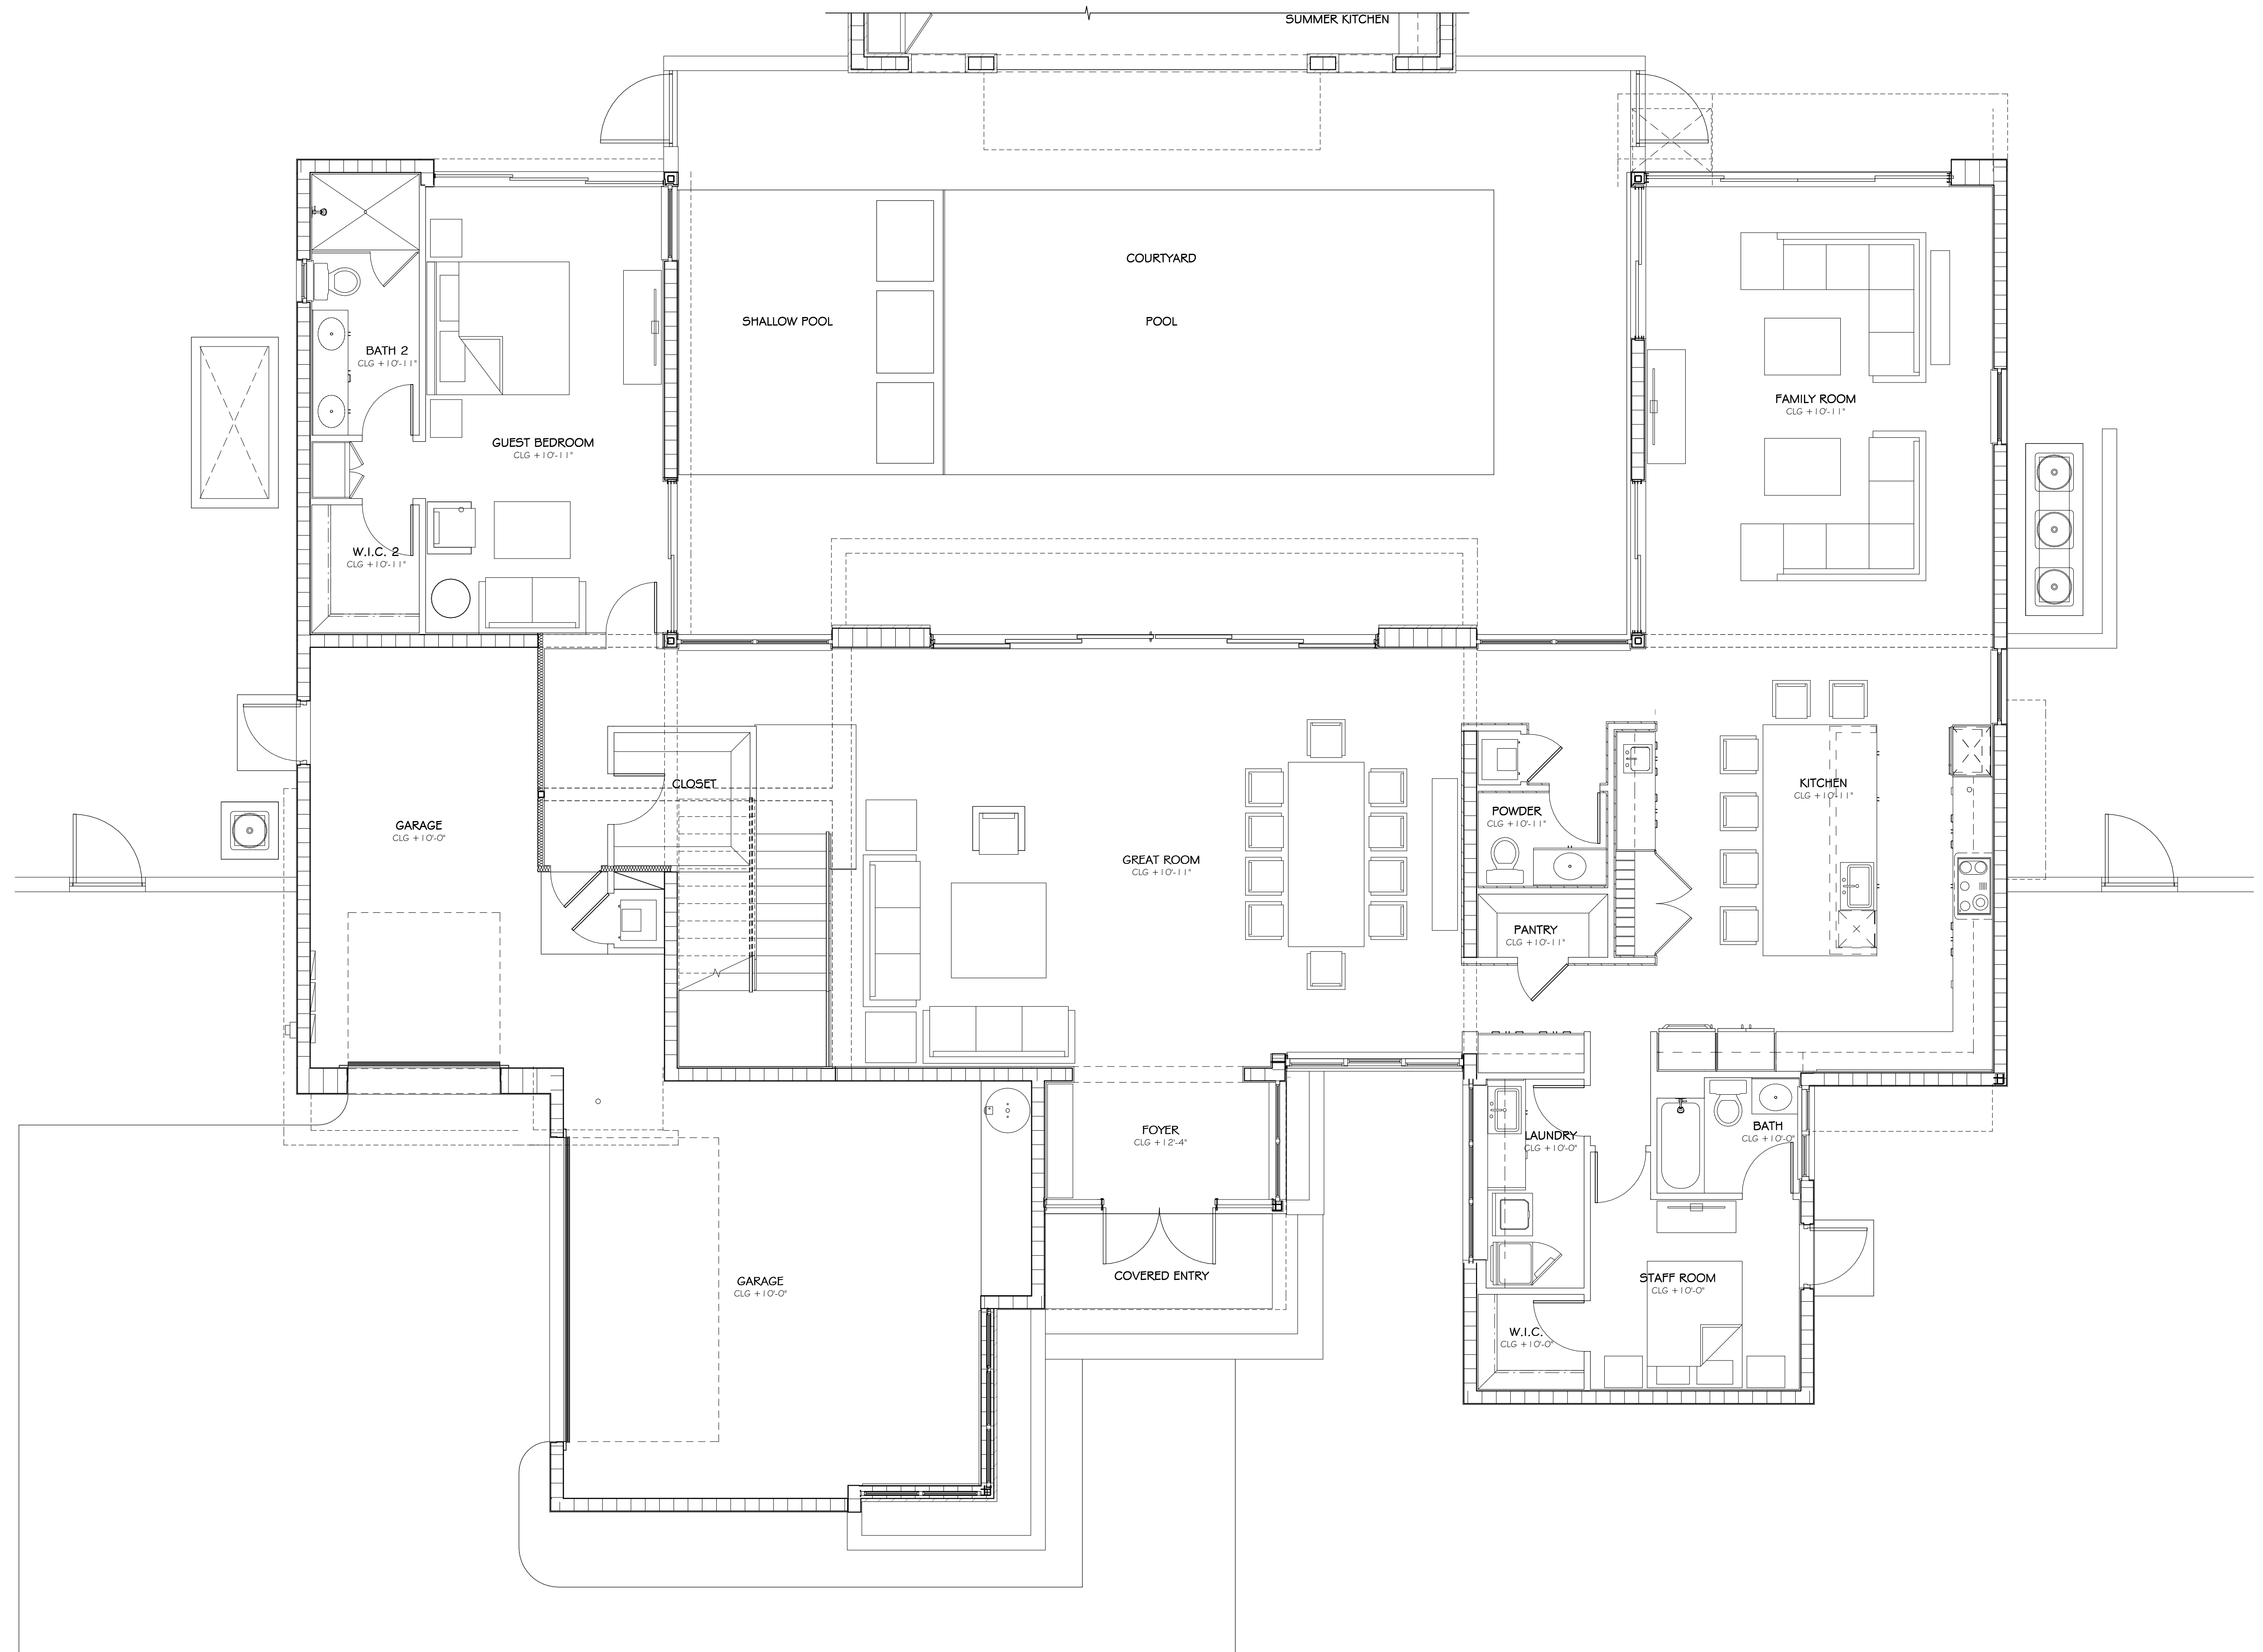 SUMMER KITCHEN
COURTYARD
SHALLOW POOL
POOL
BATH 2
CLG +10'-11"
FAMILY ROOM
CLG +10'-11"
GUEST BEDROOM
CLG +10'-11"
W.I.C. 2
CLG +10'-11"
CLOSET
KITCHEN
CLG +10'-11"
POWDER
CLG +10'-11"
GARAGE
CLG +10'-0"
GREAT ROOM
CLG +10'-11"
PANTRY
CLG +10'-11"
FOYER
CLG +12'-4"
LAUNDRY
CLG +10'-0"
BATH
CLG +10'-0"
COVERED ENTRY
GARAGE
CLG +10'-0"
STAFF ROOM
CLG +10'-0"
W.I.C.
CLG +10'-0"